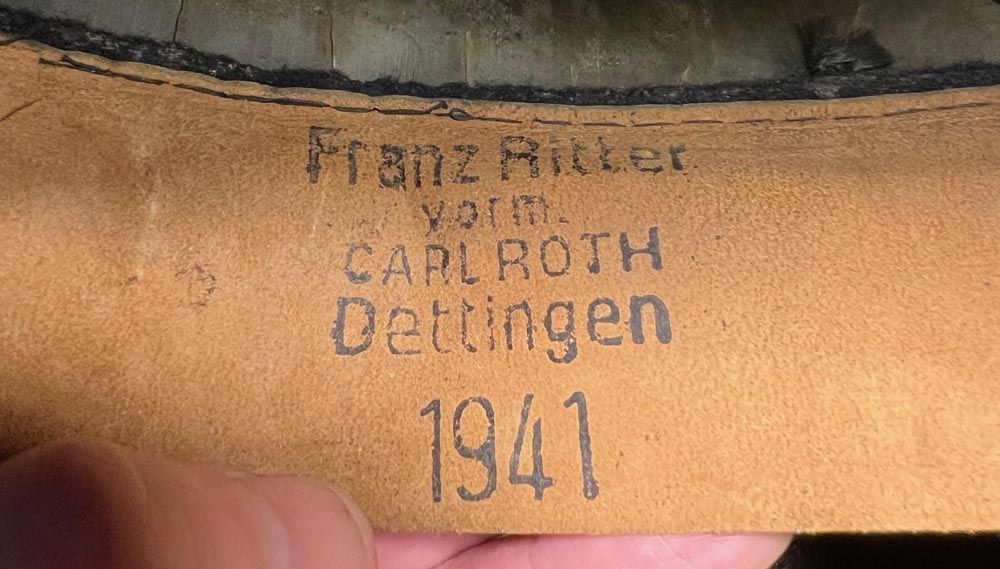 Franz Ritter
vorm.
CARL ROTH
Dettingen
1941